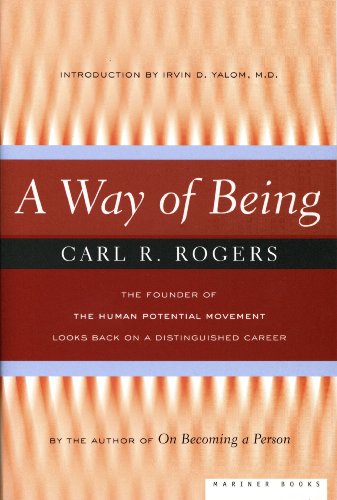 INTRODUCTION BY IRVIN D. YALOM, M.D.
A Way of Being
CARL R. ROGERS
THE FOUNDER OF
THE HUMAN POTENTIAL MOVEMENT
LOOKS BACK ON A DISTINGUISHED CAREER
BY THE AUTHOR OF On Becoming a Person
MARINER BOOKS